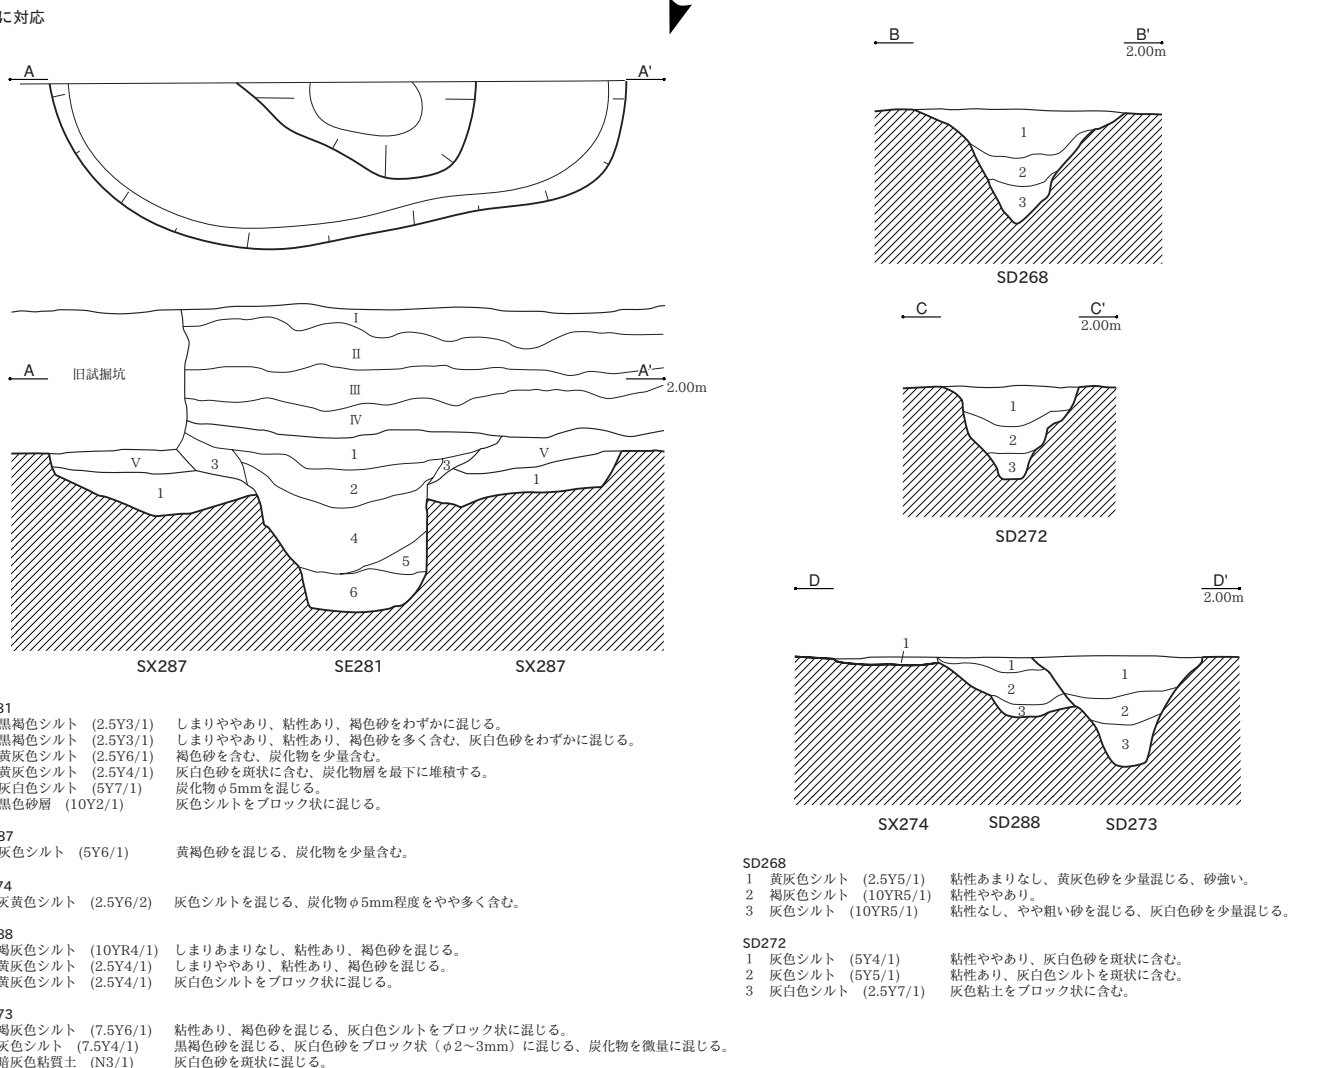 に対応
A
A'
A
旧試掘坑
A'
2.00m
I
II
III
IV
V
3
1
1
2
3
V
1
4
5
6
SX287
SE281
SX287
B
B'
2.00m
1
2
3
SD268
C
C'
2.00m
1
2
3
SD272
D
D'
2.00m
1
1
2
3
1
2
3
SX274
SD288
SD273
31
黒褐色シルト (2.5Y3/1) しまりややあり、粘性あり、褐色砂をわずかに混じる。
黒褐色シルト (2.5Y3/1) しまりややあり、粘性あり、褐色砂を多く含む、灰白色砂をわずかに混じる。
黄灰色シルト (2.5Y6/1) 褐色砂を含む、炭化物を少量含む。
黄灰色シルト (2.5Y4/1) 灰白色砂を斑状に含む、炭化物層を最下に堆積する。
灰白色シルト (5Y7/1) 炭化物φ5mmを混じる。
黒色砂層 (10Y2/1) 灰色シルトをブロック状に混じる。
87
灰色シルト (5Y6/1) 黄褐色砂を混じる、炭化物を少量含む。
74
灰黄色シルト (2.5Y6/2) 灰色シルトを混じる、炭化物φ5mm程度をやや多く含む。
88
褐灰色シルト (10YR4/1) しまりあまりなし、粘性あり、褐色砂を混じる。
黄灰色シルト (2.5Y4/1) しまりややあり、粘性あり、褐色砂を混じる。
黄灰色シルト (2.5Y4/1) 灰白色シルトをブロック状に混じる。
73
褐灰色シルト (7.5Y6/1) 粘性あり、褐色砂を混じる、灰白色シルトをブロック状に混じる。
灰色シルト (7.5Y4/1) 黒褐色砂を混じる、灰白色砂をブロック状（φ2〜3mm）に混じる、炭化物を微量に混じる。
暗灰色粘質土 (N3/1) 灰白色砂を斑状に混じる。
SD268
1 黄灰色シルト (2.5Y5/1) 粘性あまりなし、黄灰色砂を少量混じる、砂強い。
2 褐灰色シルト (10YR5/1) 粘性ややあり。
3 灰色シルト (10YR5/1) 粘性なし、やや粗い砂を混じる、灰白色砂を少量混じる。
SD272
1 灰色シルト (5Y4/1) 粘性ややあり、灰白色砂を斑状に含む。
2 灰色シルト (5Y5/1) 粘性あり、灰白色シルトを斑状に含む。
3 灰白色シルト (2.5Y7/1) 灰色粘土をブロック状に含む。